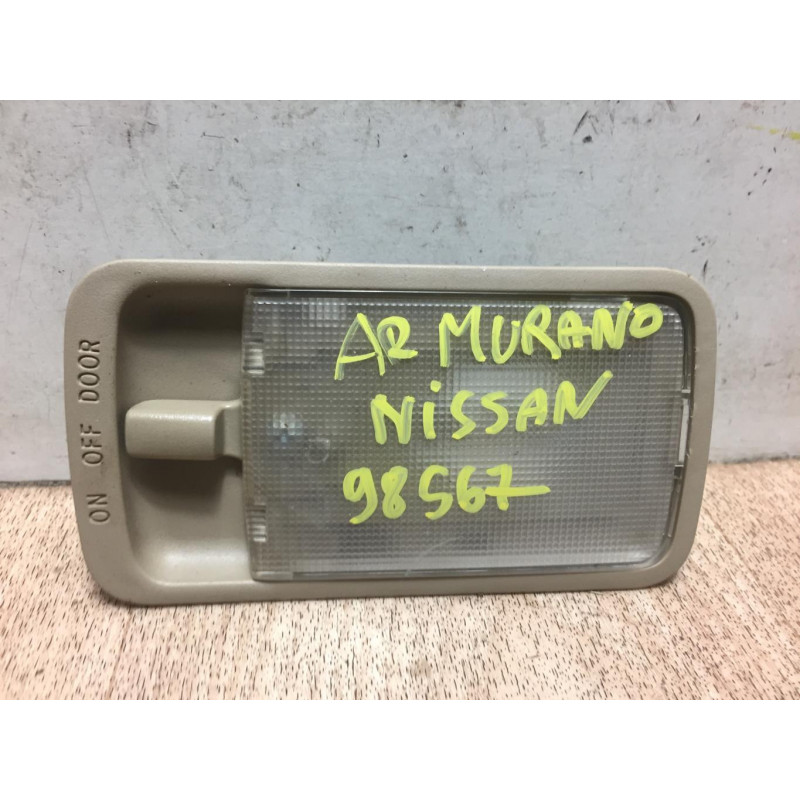 ON OFF DOOR
AR MURANO
NISSAN
98567